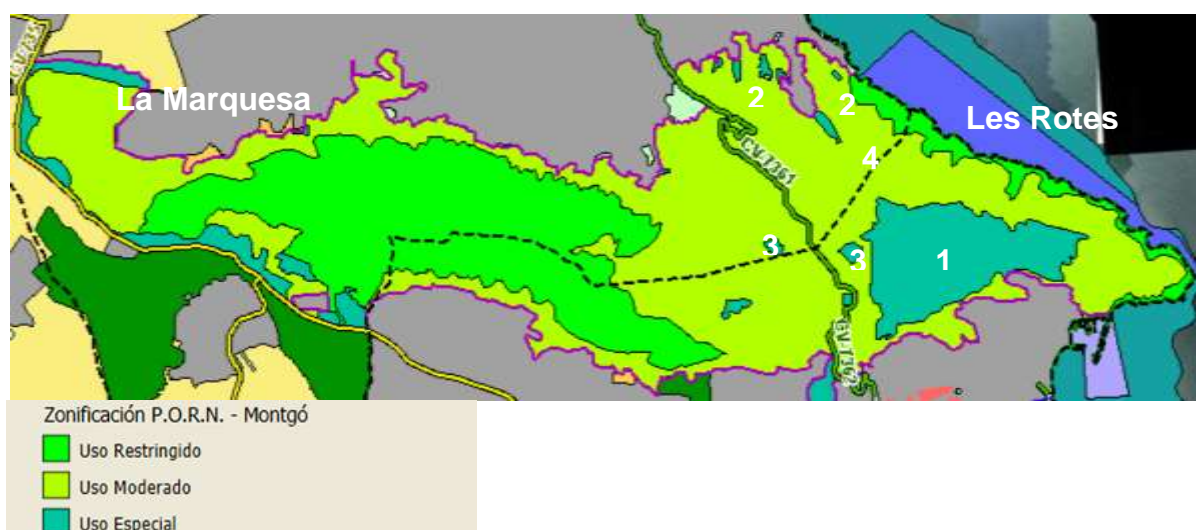 La Marquesa
2
2
Les Rotes
CV-7361
4
3
3
1
CV-7362
Zonificación P.O.R.N. - Montgó
Uso Restringido
Uso Moderado
Uso Especial